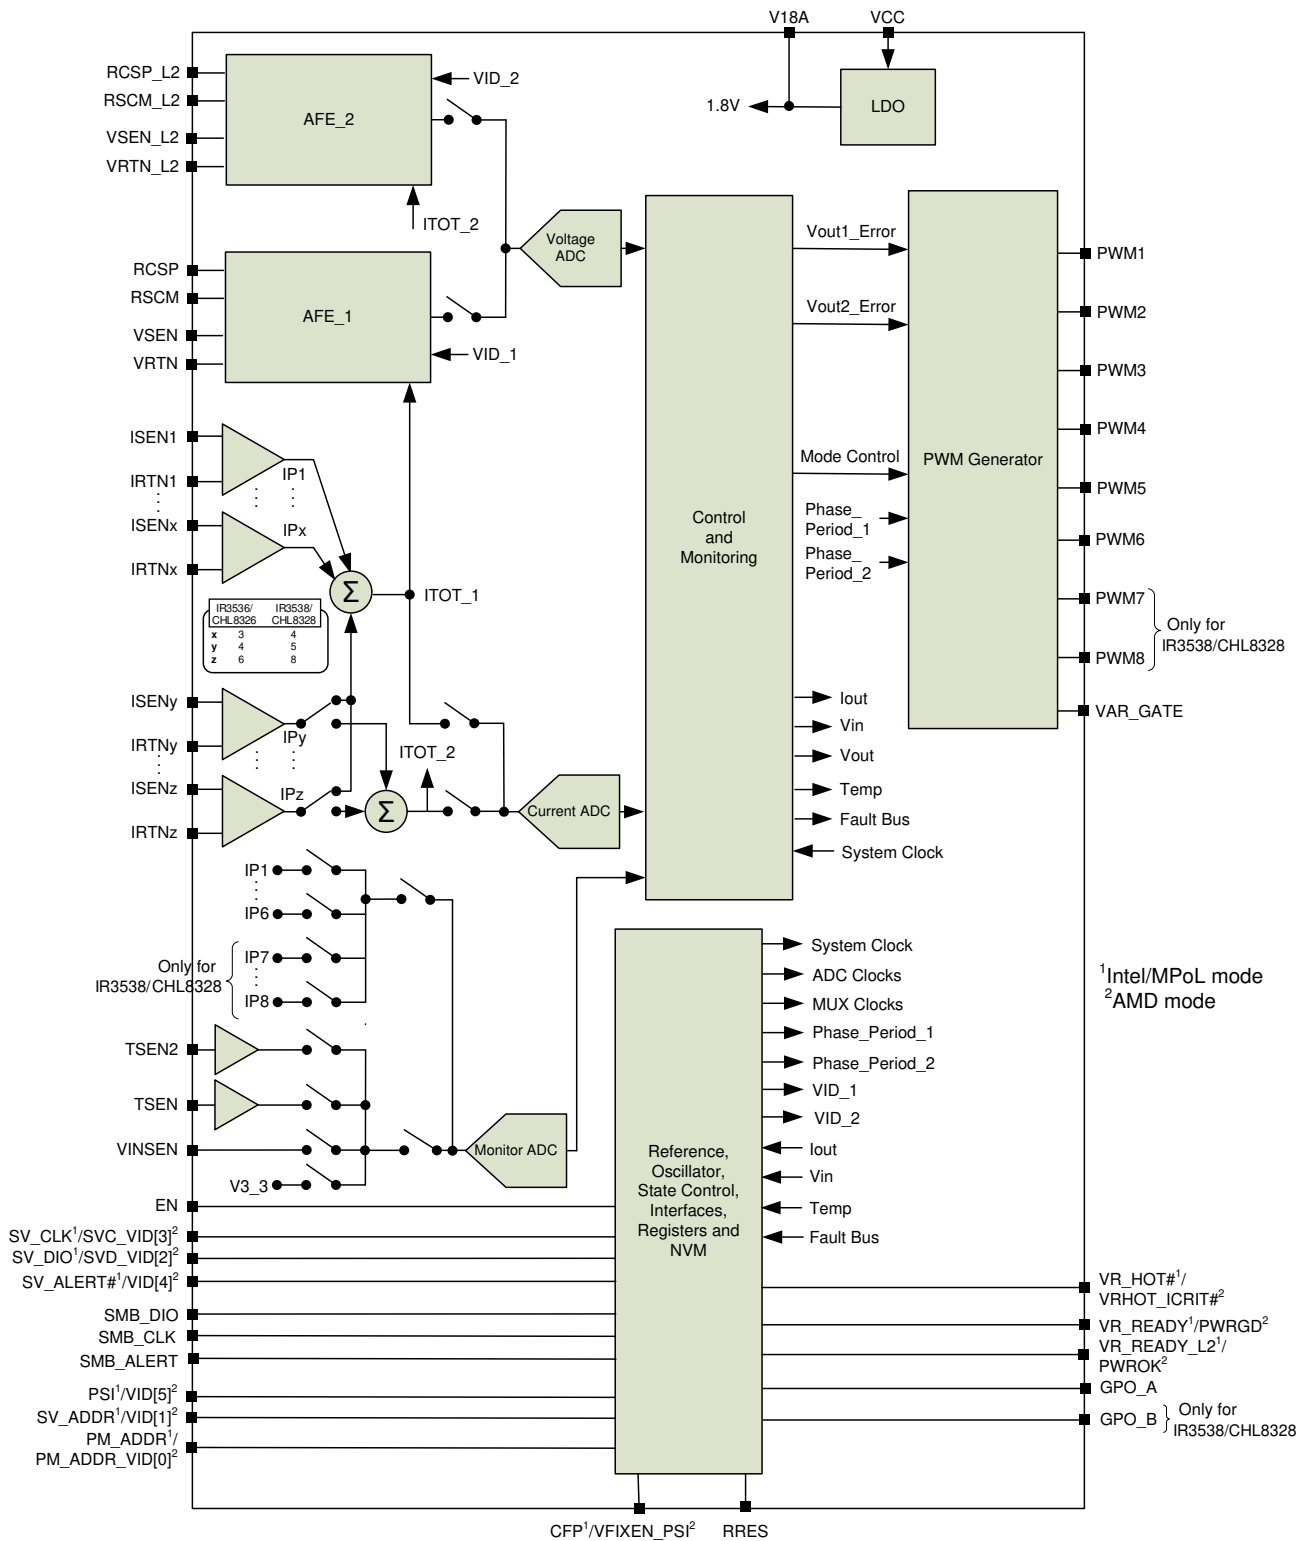 V18A
VCC
RCSP_L2
RSCM_L2
VSEN_L2
VRTN_L2
AFE_2
VID_2
ITOT_2
1.8V
LDO
RCSP
RSCM
VSEN
VRTN
AFE_1
VID_1
Voltage
ADC
Control
and
Monitoring
Vout1_Error
Vout2_Error
Mode Control
Phase_
Period_1
Phase_
Period_2
PWM Generator
PWM1
PWM2
PWM3
PWM4
PWM5
PWM6
PWM7
PWM8
Only for
IR3538/CHL8328
VAR_GATE
ISEN1
IRTN1
ISENx
IRTNx
IP1
IPx
Σ
ITOT_1
IR3536/ IR3538/
CHL8326 CHL8328
x 3 4
y 4 5
z 6 8
ISENy
IRTNy
ISENz
IRTNz
IPy
IPz
Σ
ITOT_2
Current ADC
Iout
Vin
Vout
Temp
Fault Bus
System Clock
IP1
IP6
IP7
IP8
Only for
IR3538/CHL8328
TSEN2
TSEN
VINSEN
V3_3
Monitor ADC
EN
SV_CLK¹/SVC_VID[3]²
SV_DIO¹/SVD_VID[2]²
SV_ALERT#¹/VID[4]²
SMB_DIO
SMB_CLK
SMB_ALERT
PSI¹/VID[5]²
SV_ADDR¹/VID[1]²
PM_ADDR¹/
PM_ADDR_VID[0]²
Reference,
Oscillator,
State Control,
Interfaces,
Registers and
NVM
System Clock
ADC Clocks
MUX Clocks
Phase_Period_1
Phase_Period_2
VID_1
VID_2
Iout
Vin
Temp
Fault Bus
¹Intel/MPoL mode
²AMD mode
VR_HOT#¹/
VRHOT_ICRIT#²
VR_READY¹/PWRGD²
VR_READY_L2¹/
PWROK²
GPO_A
GPO_B
Only for
IR3538/CHL8328
CFP¹/VFIXEN_PSI²
RRES